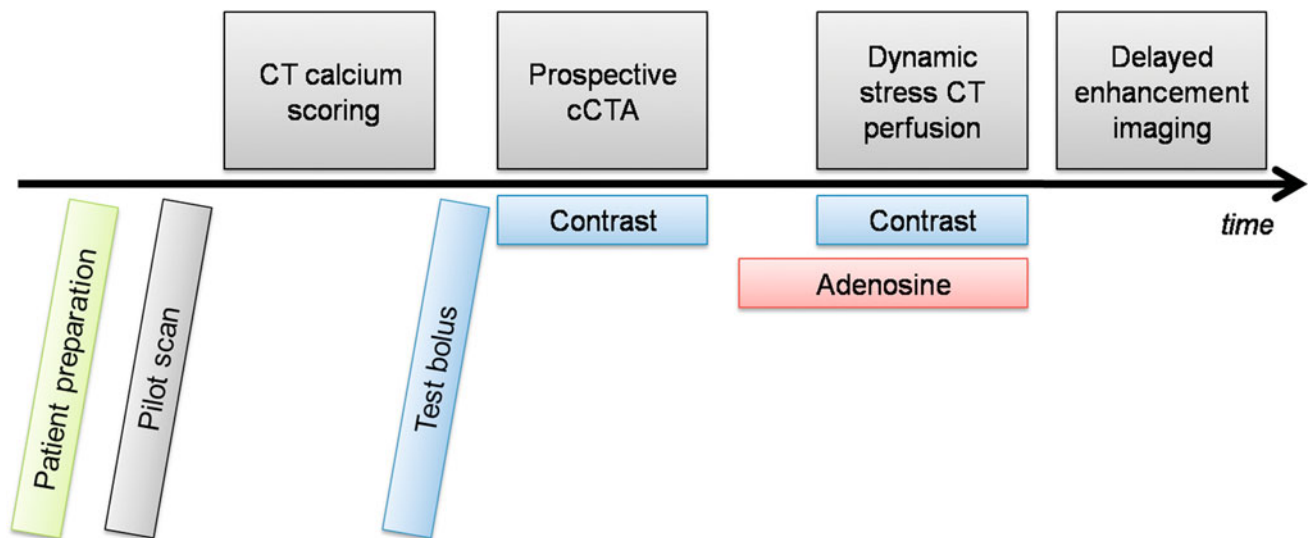 CT calcium
scoring
Prospective
cCTA
Dynamic
stress CT
perfusion
Delayed
enhancement
imaging
time
Contrast
Contrast
Adenosine
Patient preparation
Pilot scan
Test bolus